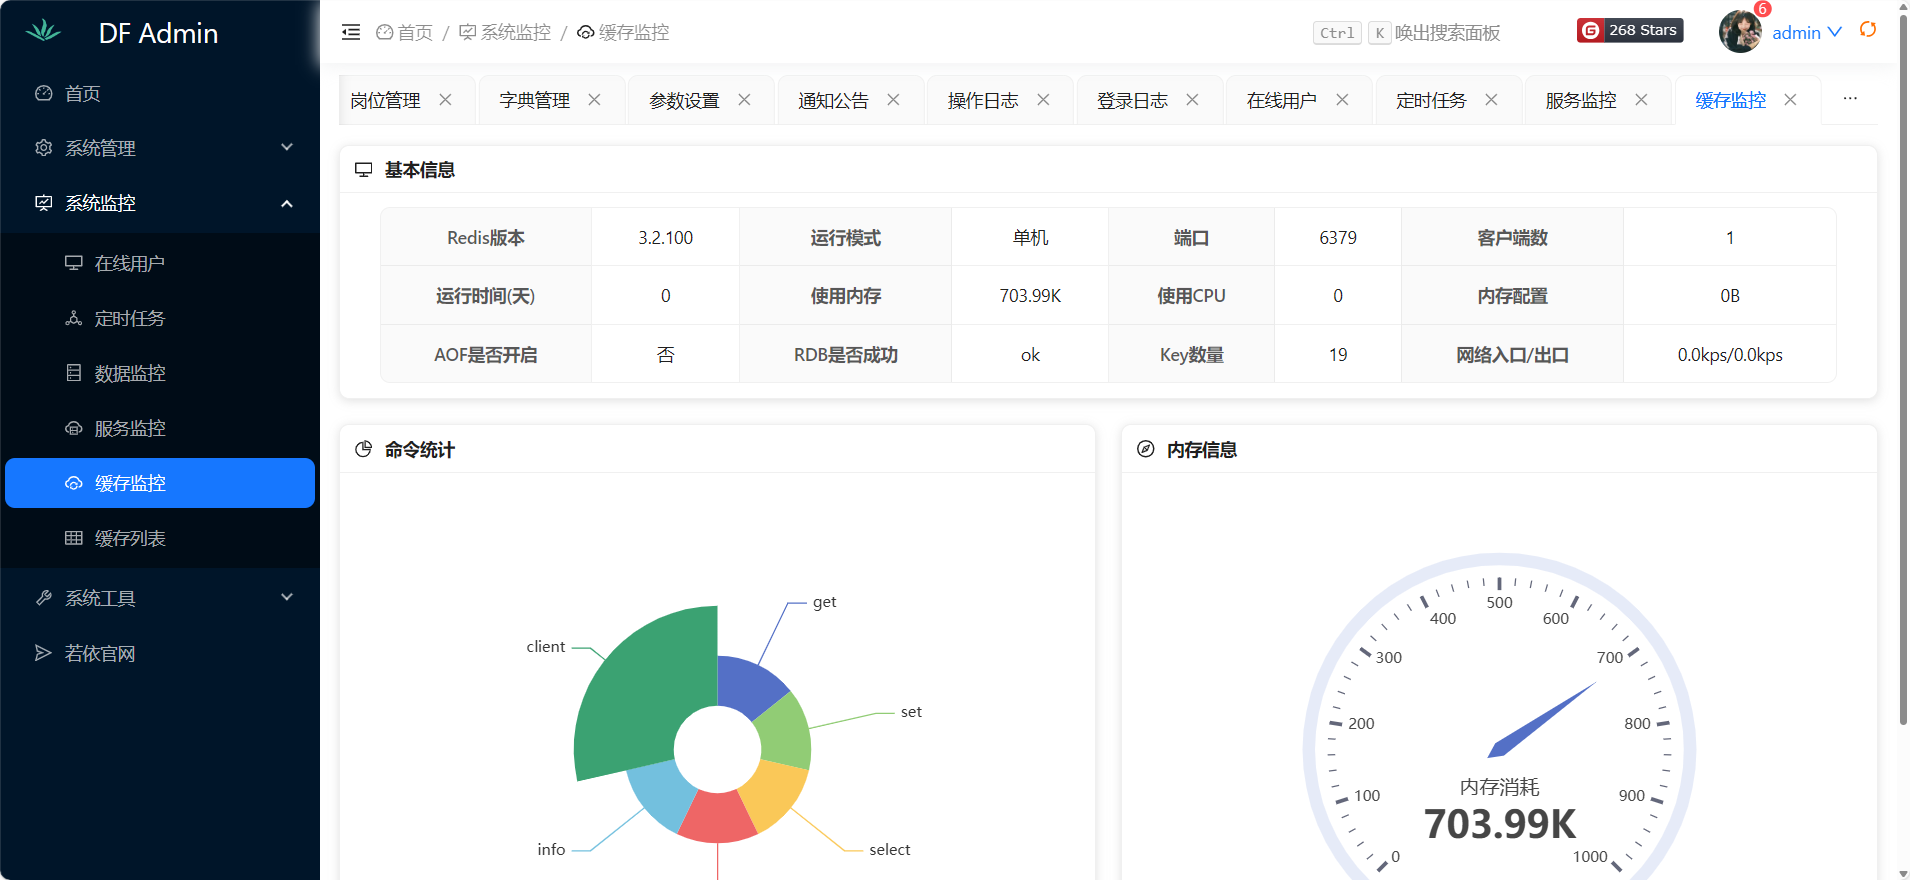 DF Admin
首页
系统管理
系统监控
在线用户
定时任务
数据监控
服务监控
缓存监控
缓存列表
系统工具
若依官网
首页 / 系统监控 / 缓存监控
Ctrl K 唤出搜索面板
G 268 Stars
6
admin
岗位管理 字典管理 参数设置 通知公告 操作日志 登录日志 在线用户 定时任务 服务监控 缓存监控 ...
基本信息
Redis版本 3.2.100 运行模式 单机 端口 6379 客户端数 1
运行时间(天) 0 使用内存 703.99K 使用CPU 0 内存配置 0B
AOF是否开启 否 RDB是否成功 ok Key数量 19 网络入口/出口 0.0kps/0.0kps
命令统计
get
client
set
info
select
内存信息
0
100
200
300
400
500
600
700
800
900
1000
内存消耗
703.99K